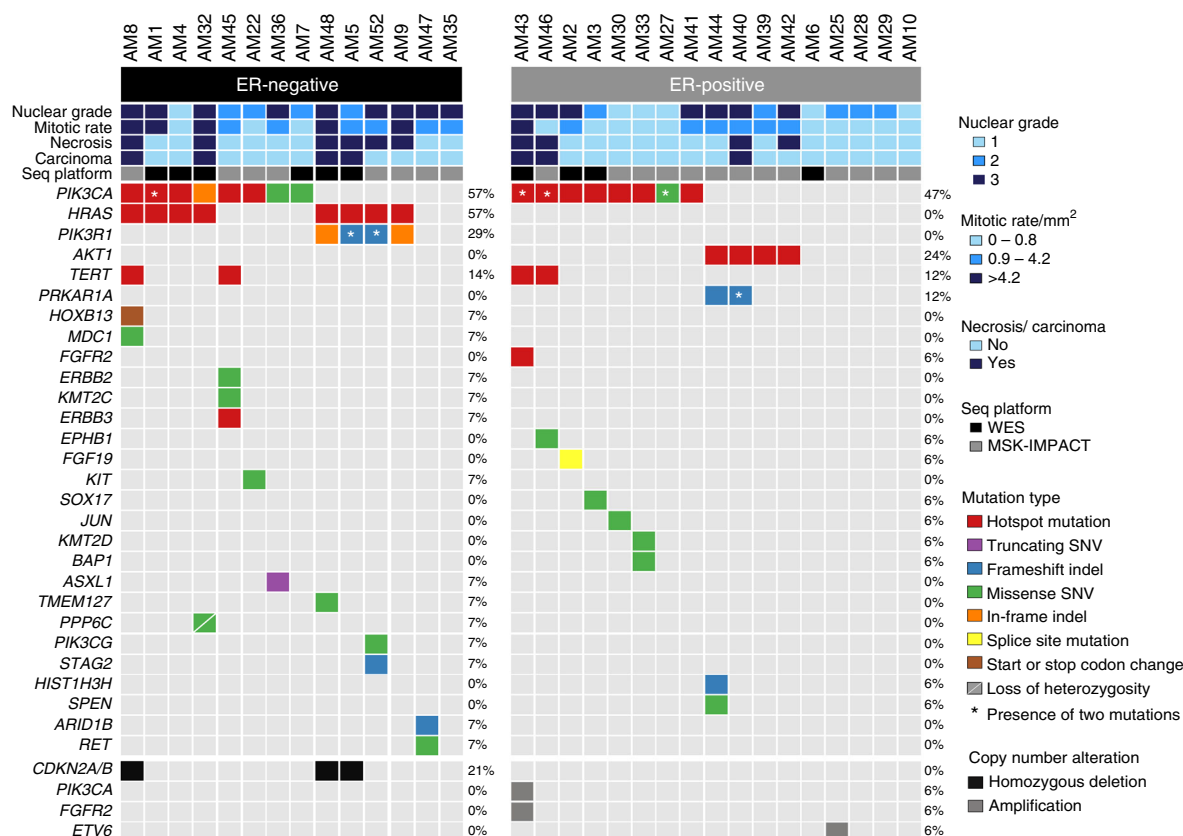 AM8 AM1 AM4 AM32 AM45 AM22 AM36 AM7 AM48 AM5 AM52 AM9 AM47 AM35 AM43 AM46 AM2 AM3 AM30 AM33 AM27 AM41 AM44 AM40 AM39 AM42 AM6 AM25 AM28 AM29 AM10
ER-negative ER-positive
Nuclear grade
Mitotic rate
Necrosis
Carcinoma
Seq platform
PIK3CA * 57% * * * 47%
HRAS 57% 0%
PIK3R1 * * 29% 0%
AKT1 0% 24%
TERT 14% 12%
PRKAR1A 0% * 12%
HOXB13 7% 0%
MDC1 7% 0%
FGFR2 0% 6%
ERBB2 7% 0%
KMT2C 7% 0%
ERBB3 7% 0%
EPHB1 0% 6%
FGF19 0% 6%
KIT 7% 0%
SOX17 0% 6%
JUN 0% 6%
KMT2D 0% 6%
BAP1 0% 6%
ASXL1 7% 0%
TMEM127 7% 0%
PPP6C 7% 0%
PIK3CG 7% 0%
STAG2 7% 0%
HIST1H3H 0% 6%
SPEN 0% 6%
ARID1B 7% 0%
RET 7% 0%
CDKN2A/B 21% 0%
PIK3CA 0% 6%
FGFR2 0% 6%
ETV6 0% 6%
Nuclear grade
1
2
3
Mitotic rate/mm²
0 – 0.8
0.9 – 4.2
>4.2
Necrosis/ carcinoma
No
Yes
Seq platform
WES
MSK-IMPACT
Mutation type
Hotspot mutation
Truncating SNV
Frameshift indel
Missense SNV
In-frame indel
Splice site mutation
Start or stop codon change
Loss of heterozygosity
* Presence of two mutations
Copy number alteration
Homozygous deletion
Amplification